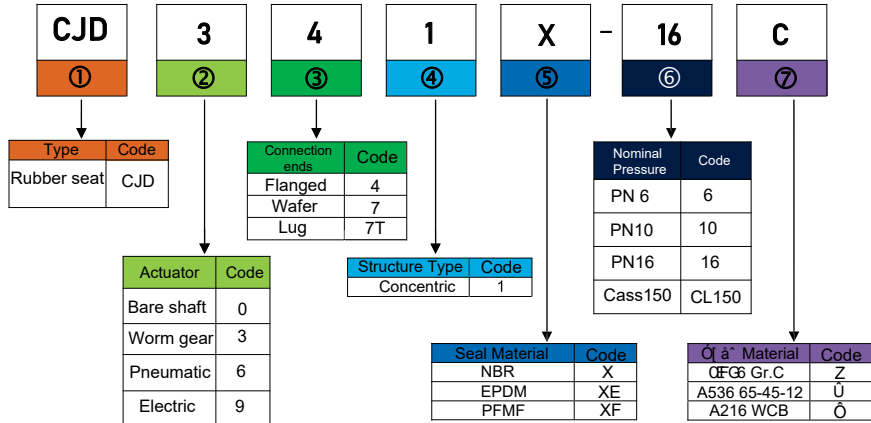 CJD 3 4 1 X - 16 C
① ② ③ ④ ⑤ ⑥ ⑦
Type Code
Rubber seat CJD
Connection ends Code
Flanged 4
Wafer 7
Lug 7T
Nominal Pressure Code
PN 6 6
PN10 10
PN16 16
Cass150 CL150
Actuator Code
Bare shaft 0
Worm gear 3
Pneumatic 6
Electric 9
Structure Type Code
Concentric 1
Seal Material Code
NBR X
EPDM XE
PFMF XF
Material Code
Gr.C Z
A536 65-45-12 Û
A216 WCB Ô